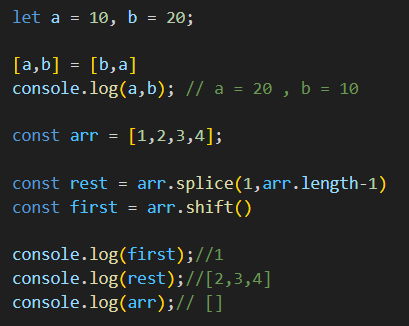 let a = 10, b = 20;
[a,b] = [b,a]
console.log(a,b); // a = 20 , b = 10
const arr = [1,2,3,4];
const rest = arr.splice(1,arr.length-1)
const first = arr.shift()
console.log(first);//1
console.log(rest);//[2,3,4]
console.log(arr);// []